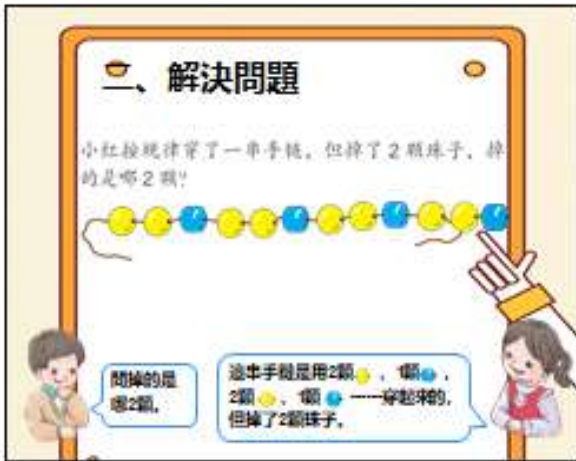 二、解決問題
小红按规律穿了一串手链，但掉了2颗珠子，掉
的是哪2颗?
問掉的是
哪2顆。
這串手鏈是用2顆 、1顆 ，
2顆 、1顆 ……穿起來的，
但掉了2顆珠子。